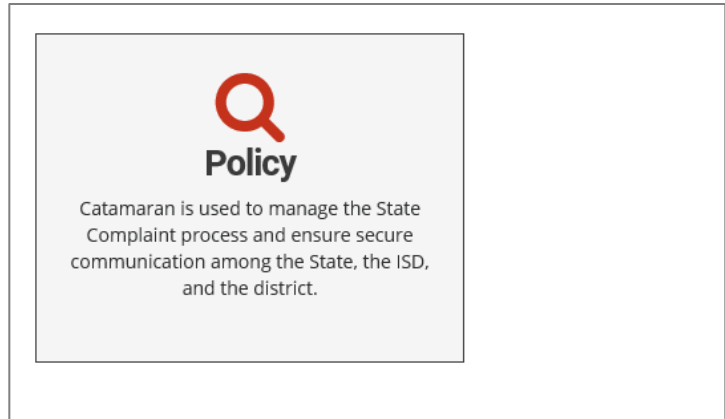 Policy
Catamaran is used to manage the State
Complaint process and ensure secure
communication among the State, the ISD,
and the district.